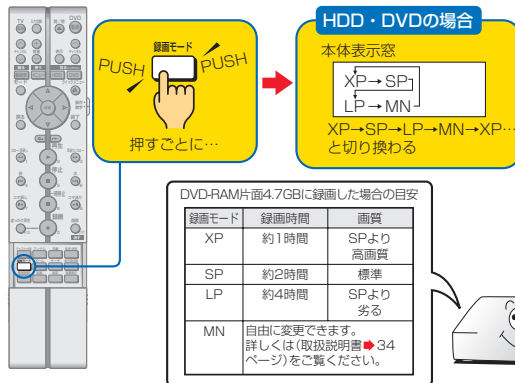 TV
DVD
録画モード
PUSH
PUSH
押すごとに…
HDD・DVDの場合
本体表示窓
XP→SP
LP→MN
XP→SP→LP→MN→XP…
と切り換わる
再生
停止
録画
DVD-RAM片面4.7GBに録画した場合の目安
録画モード 録画時間 画質
XP 約1時間 SPより
高画質
SP 約2時間 標準
LP 約4時間 SPより
劣る
MN 自由に変更できます。
詳しくは(取扱説明書➡34
ページ)をご覧ください。